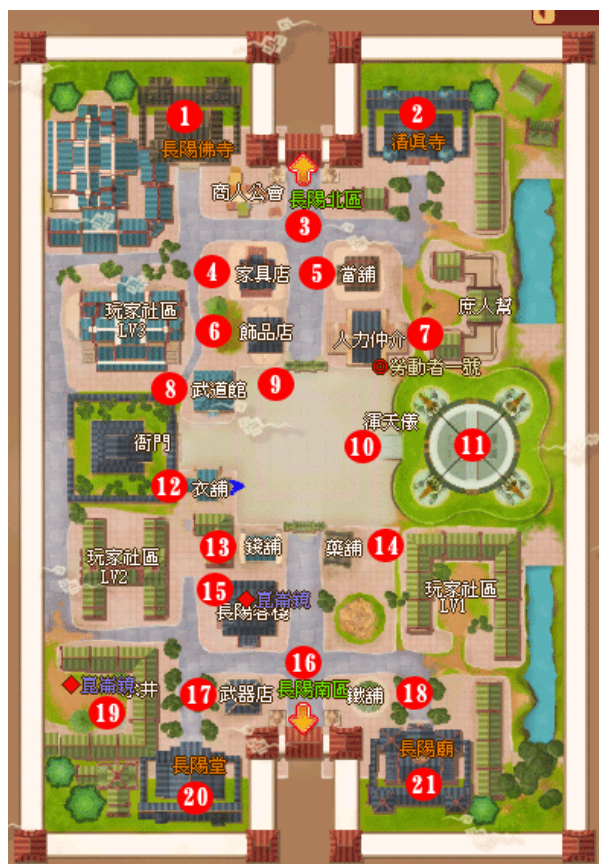 1
2
長陽佛寺
清眞寺
商人公會
長陽北區
3
4
家具店
5
當舖
玩家社區
LV3
6
飾品店
人力仲介
7
庶人幫
勞動者一號
8
武道館
9
衙門
渾天儀
10
11
12
衣舖
13
錢舖
藥舖
14
玩家社區
LV2
15
崑崙鏡
長陽客棧
玩家社區
LV1
16
崑崙鏡
井
17
武器店
長陽南區
鐵舖
18
19
長陽堂
長陽廟
20
21